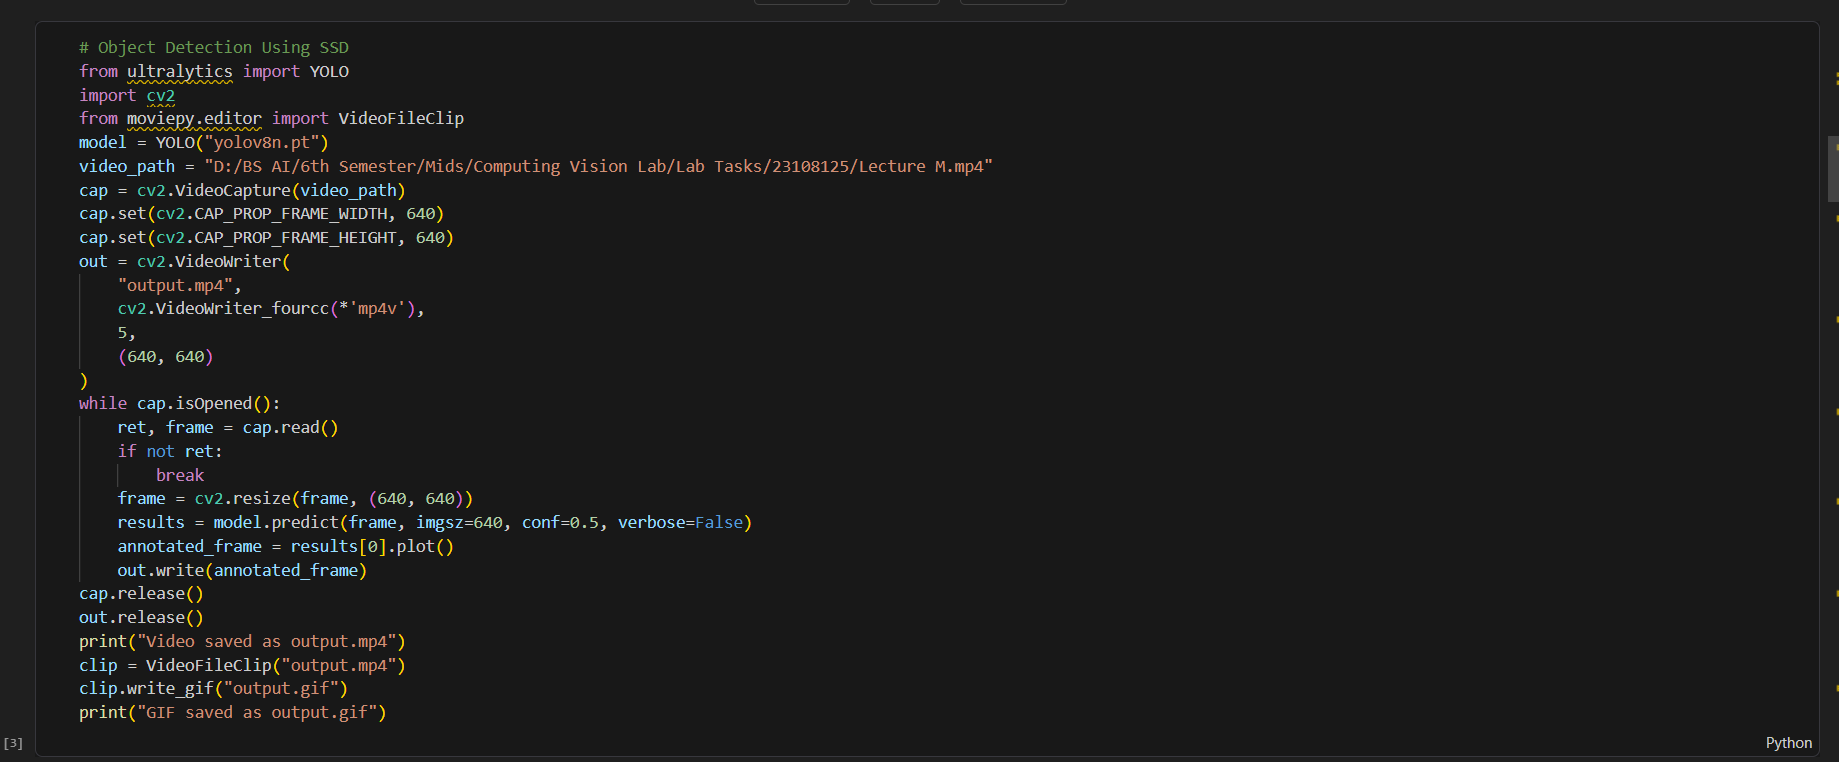 # Object Detection Using SSD
from ultralytics import YOLO
import cv2
from moviepy.editor import VideoFileClip
model = YOLO("yolov8n.pt")
video_path = "D:/BS AI/6th Semester/Mids/Computing Vision Lab/Lab Tasks/23108125/Lecture M.mp4"
cap = cv2.VideoCapture(video_path)
cap.set(cv2.CAP_PROP_FRAME_WIDTH, 640)
cap.set(cv2.CAP_PROP_FRAME_HEIGHT, 640)
out = cv2.VideoWriter(
    "output.mp4",
    cv2.VideoWriter_fourcc(*'mp4v'),
    5,
    (640, 640)
)
while cap.isOpened():
    ret, frame = cap.read()
    if not ret:
        break
    frame = cv2.resize(frame, (640, 640))
    results = model.predict(frame, imgsz=640, conf=0.5, verbose=False)
    annotated_frame = results[0].plot()
    out.write(annotated_frame)
cap.release()
out.release()
print("Video saved as output.mp4")
clip = VideoFileClip("output.mp4")
clip.write_gif("output.gif")
print("GIF saved as output.gif")
[3]
Python